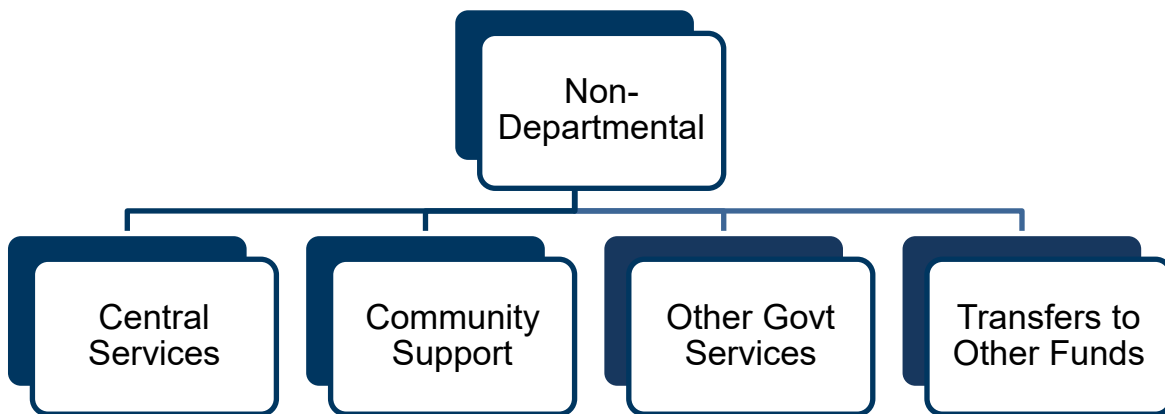 Non-
Departmental
Central
Services
Community
Support
Other Govt
Services
Transfers to
Other Funds